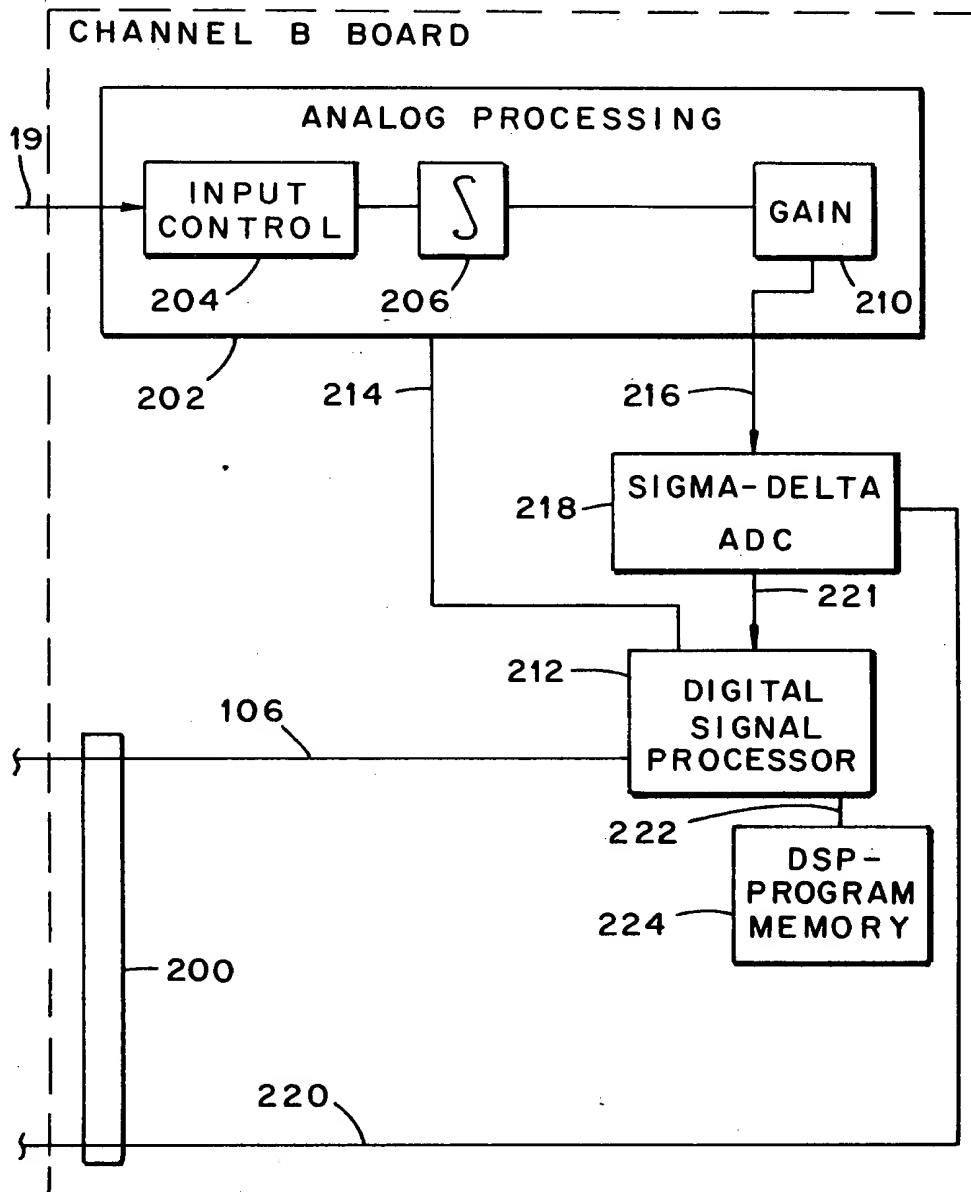 CHANNEL B BOARD
ANALOG PROCESSING
19
INPUT
CONTROL
∫
GAIN
204
206
210
202
214
216
218
SIGMA-DELTA
ADC
221
212
DIGITAL
SIGNAL
PROCESSOR
106
222
DSP-
PROGRAM
MEMORY
224
200
220